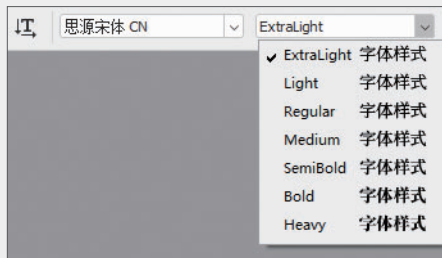 思源宋体 CN ExtraLight
ExtraLight 字体样式
Light 字体样式
Regular 字体样式
Medium 字体样式
SemiBold 字体样式
Bold 字体样式
Heavy 字体样式